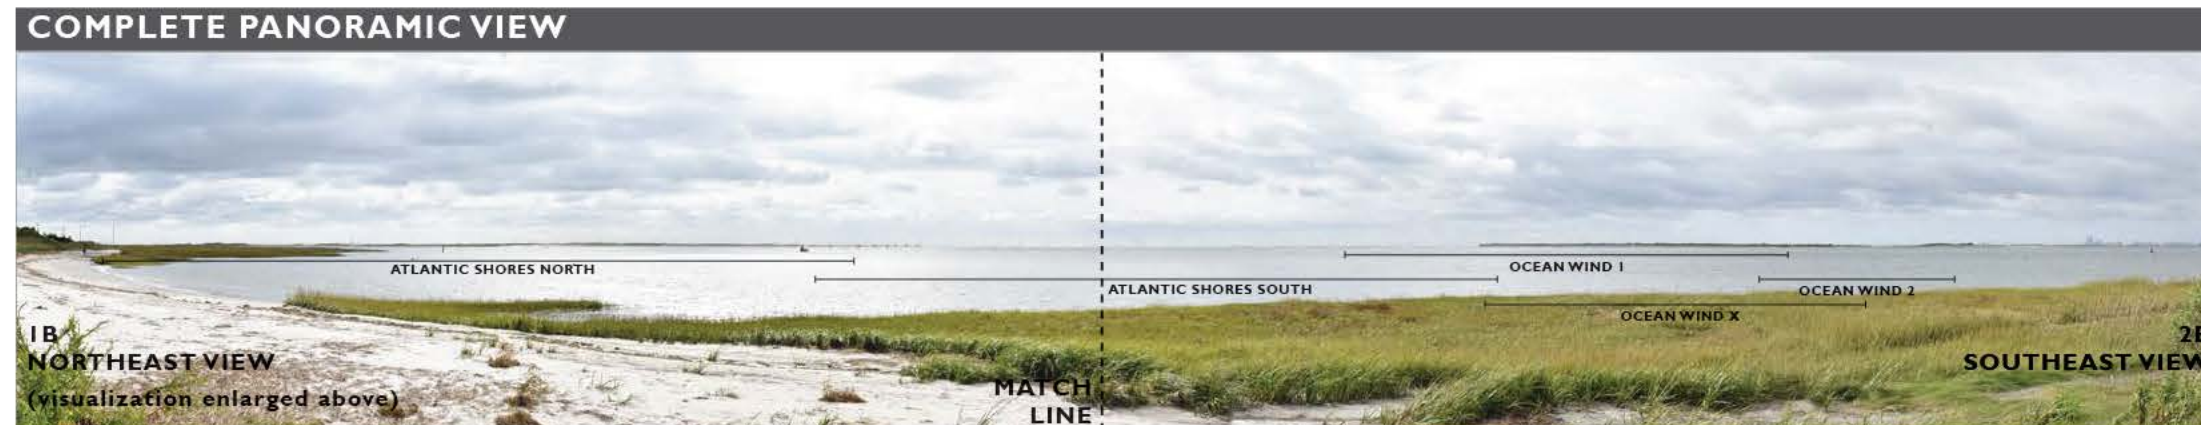 COMPLETE PANORAMIC VIEW
ATLANTIC SHORES NORTH
OCEAN WIND 1
ATLANTIC SHORES SOUTH
OCEAN WIND 2
OCEAN WIND X
1B
NORTHEAST VIEW
(visualization enlarged above)
MATCH
LINE
SOUTHEAST VIEW